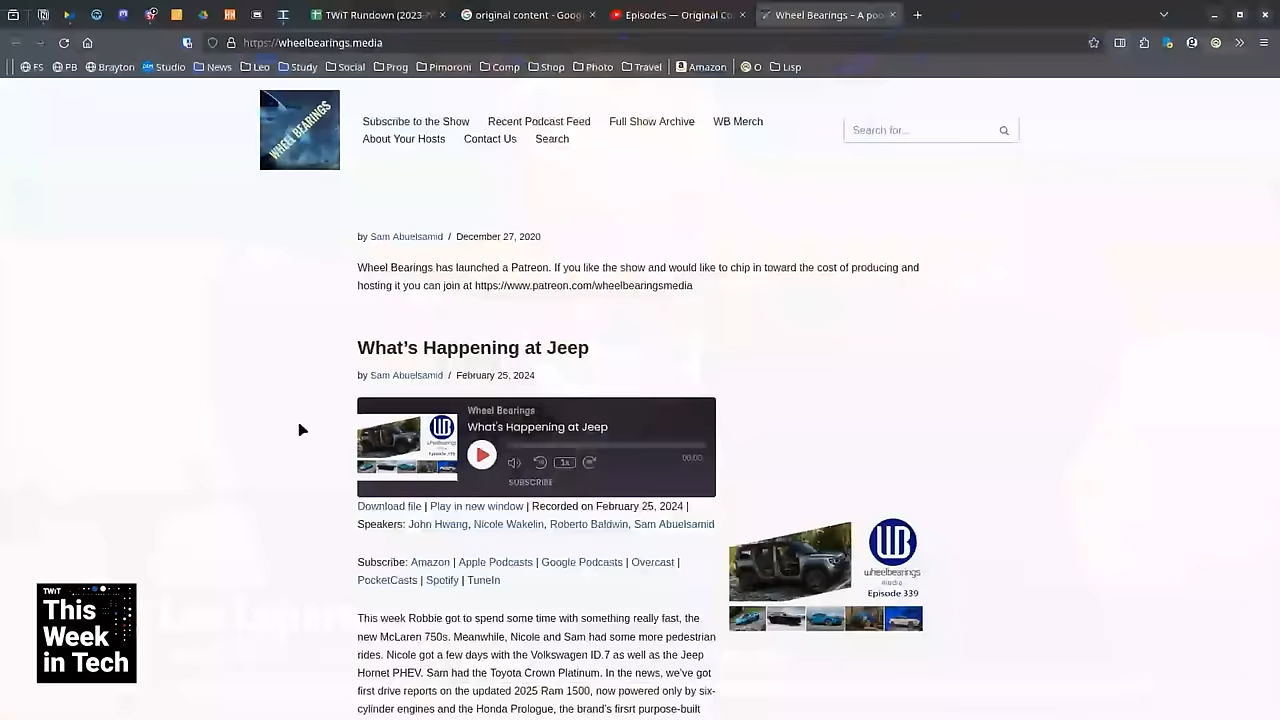 TWiT Rundown (2023-
original content - Goog
Episodes — Original Co
Wheel Bearings – A po
https://wheelbearings.media
FS PB Brayton Studio News Leo Study Social Prog Pimoroni Comp Shop Photo Travel Amazon O Lisp
WHEEL BEARINGS
Subscribe to the Show Recent Podcast Feed Full Show Archive WB Merch
About Your Hosts Contact Us Search
Search for...
by Sam Abuelsamid / December 27, 2020
Wheel Bearings has launched a Patreon. If you like the show and would like to chip in toward the cost of producing and
hosting it you can join at https://www.patreon.com/wheelbearingsmedia
What's Happening at Jeep
by Sam Abuelsamid / February 25, 2024
Wheel Bearings
What's Happening at Jeep
1x
00:00
SUBSCRIBE
Download file | Play in new window | Recorded on February 25, 2024 |
Speakers: John Hwang, Nicole Wakelin, Roberto Baldwin, Sam Abuelsamid
Subscribe: Amazon | Apple Podcasts | Google Podcasts | Overcast |
PocketCasts | Spotify | TuneIn
This week Robbie got to spend some time with something really fast, the
new McLaren 750s. Meanwhile, Nicole and Sam had some more pedestrian
rides. Nicole got a few days with the Volkswagen ID.7 as well as the Jeep
Hornet PHEV. Sam had the Toyota Crown Platinum. In the news, we've got
first drive reports on the updated 2025 Ram 1500, now powered only by six-
cylinder engines and the Honda Prologue, the brand's firsrt purpose-built
WB
wheelbearings
media
Episode 339
TWiT
This
Week
in Tech